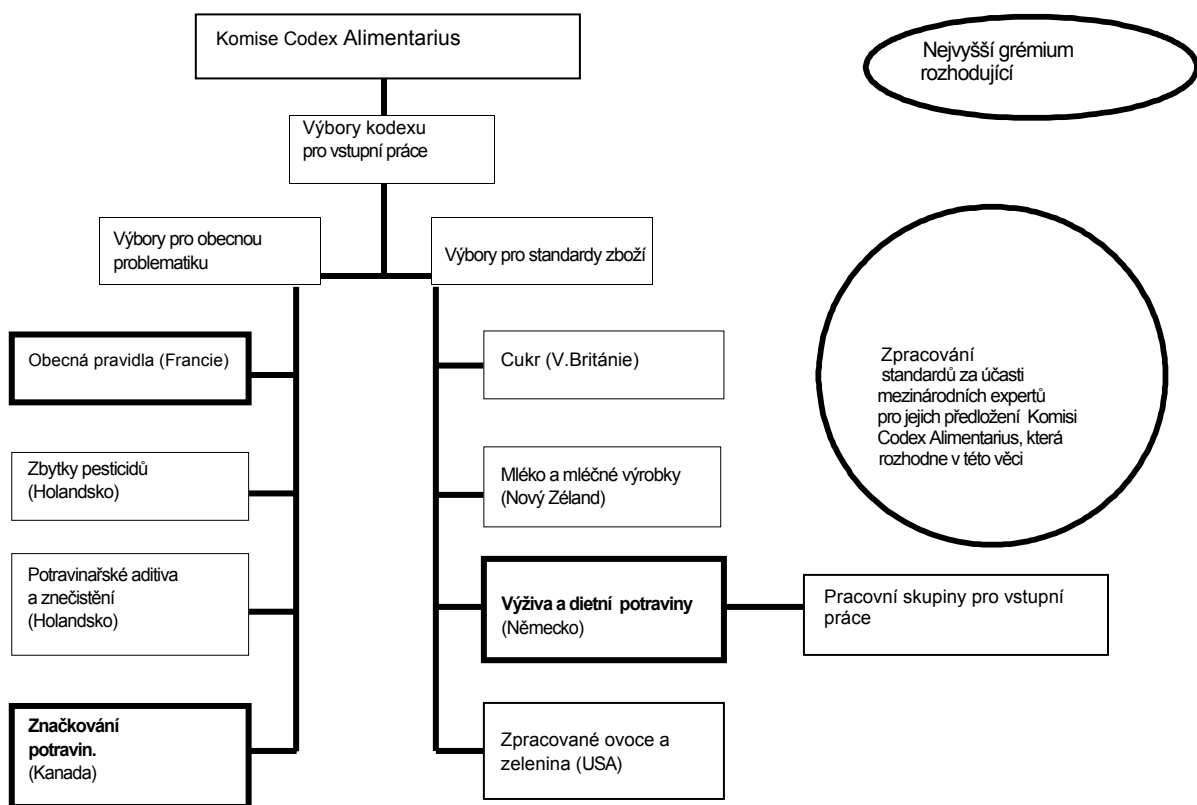 Komise Codex Alimentarius
Nejvyšší grémium
rozhodující
Výbory kodexu
pro vstupní práce
Výbory pro obecnou
problematiku
Výbory pro standardy zboží
Obecná pravidla (Francie)
Cukr (V.Británie)
Zpracování
standardů za účasti
mezinárodních expertů
pro jejich předložení Komisi
Codex Alimentarius, která
rozhodne v této věci
Zbytky pesticidů
(Holandsko)
Mléko a mléčné výrobky
(Nový Zéland)
Potravinařské aditiva
a znečistění
(Holandsko)
Výživa a dietní potraviny
(Německo)
Pracovní skupiny pro vstupní
práce
Značkování
potravin.
(Kanada)
Zpracované ovoce a
zelenina (USA)